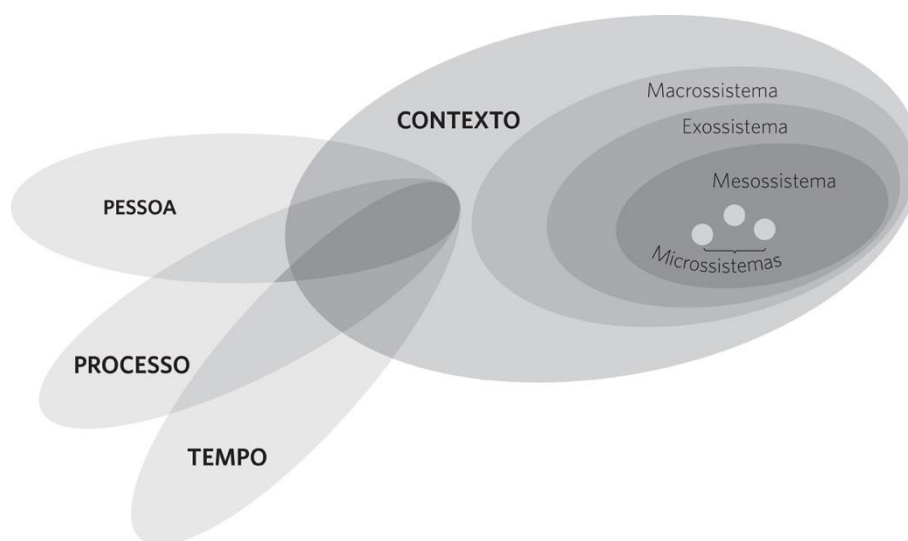 Macrossistema
CONTEXTO
Exossistema
Mesossistema
PESSOA
Microssistemas
PROCESSO
TEMPO